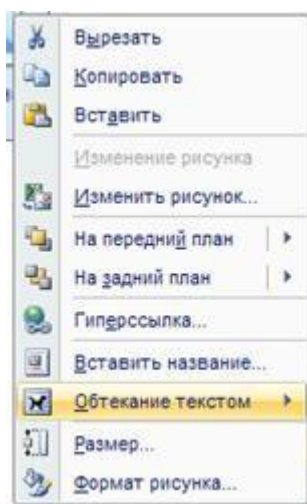 Вырезать
Копировать
Вставить
Изменение рисунка
Изменить рисунок...
На передний план
На задний план
Гиперссылка...
Вставить название...
Обтекание текстом
Размер...
Формат рисунка...